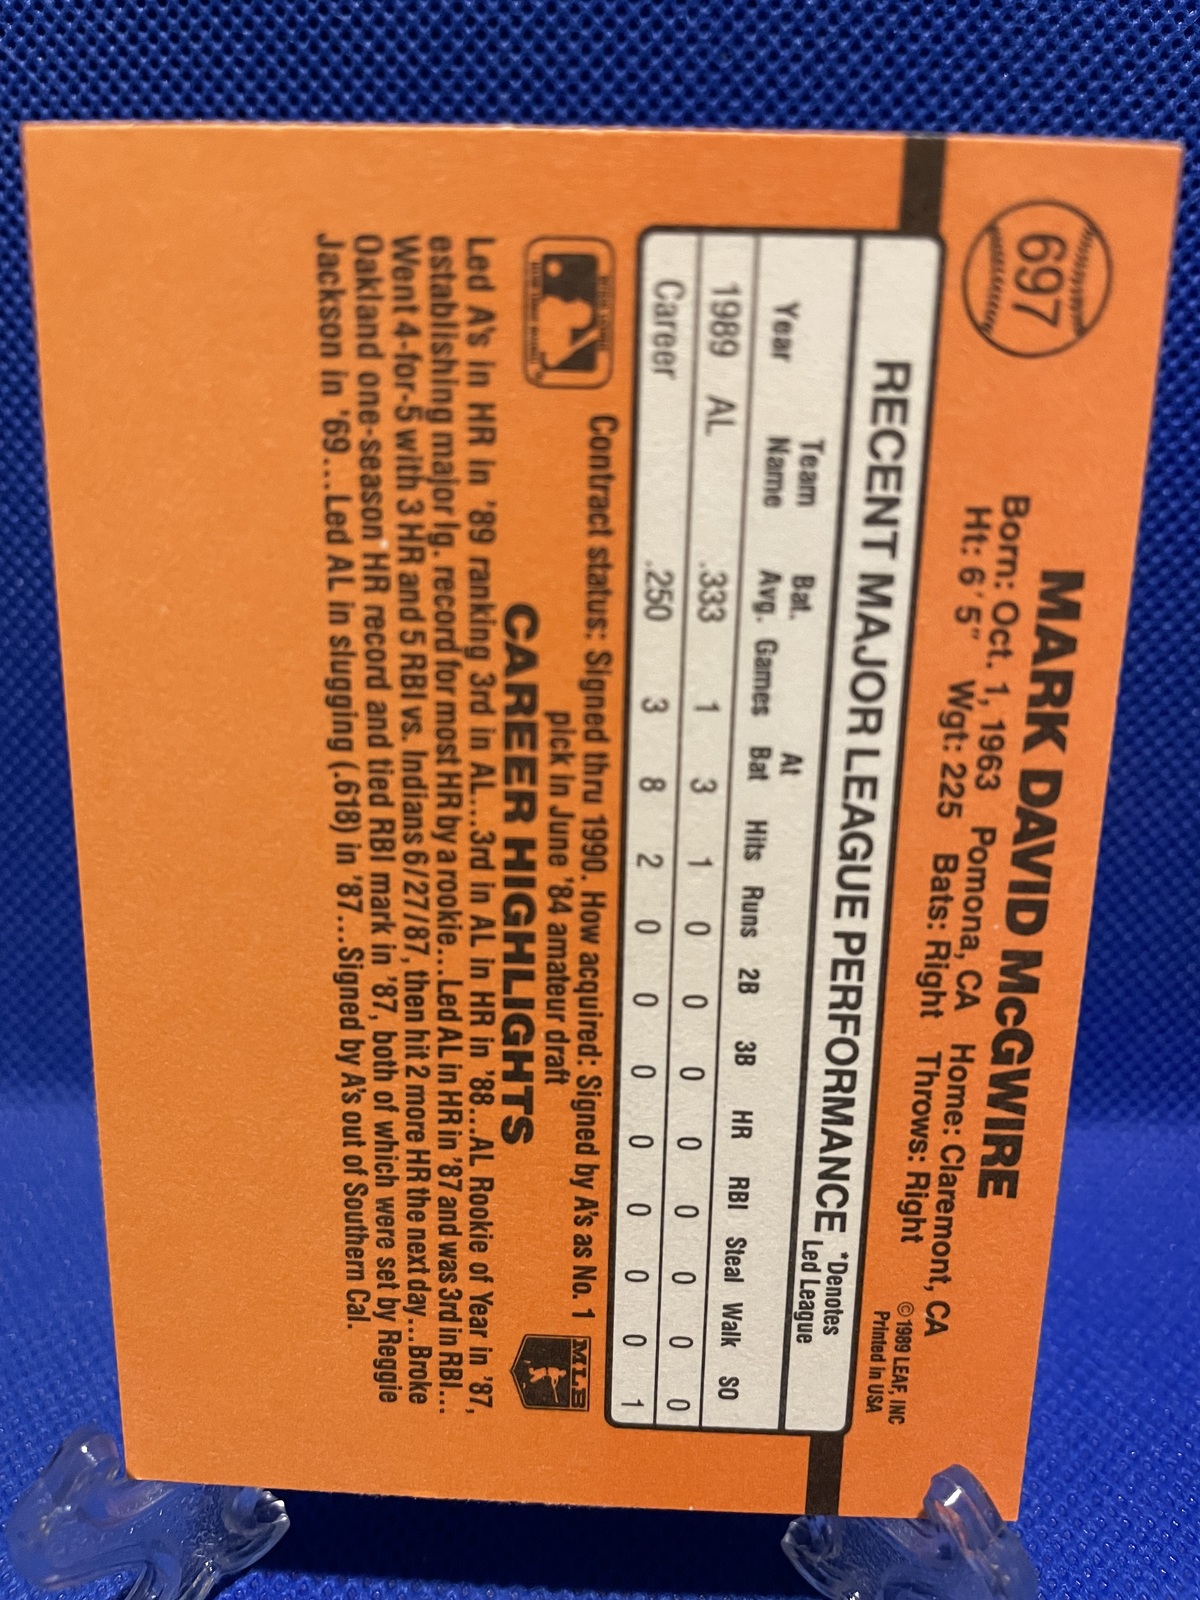 697
MARK DAVID McGWIRE
Born: Oct. 1, 1963 Pomona, CA Home: Claremont, CA
Ht: 6' 5" Wgt: 225 Bats: Right Throws: Right
© 1989 LEAF, INC
Printed in USA
RECENT MAJOR LEAGUE PERFORMANCE *Denotes Led League
Year Team Name Bat. Avg. Games At Bat Hits Runs 2B 3B HR RBI Steal Walk SO
1989 AL .333 1 3 1 0 0 0 0 0 0 0 0
Career .250 3 8 2 0 0 0 0 0 0 0 1
Contract status: Signed thru 1990. How acquired: Signed by A's as No. 1
pick in June '84 amateur draft
MLB
CAREER HIGHLIGHTS
Led A's in HR in '89 ranking 3rd in AL...3rd in AL in HR in '88...AL Rookie of Year in '87,
establishing major lg. record for most HR by a rookie...Led AL in HR in '87 and was 3rd in RBI...
Went 4-for-5 with 3 HR and 5 RBI vs. Indians 6/27/87, then hit 2 more HR the next day...Broke
Oakland one-season HR record and tied RBI mark in '87, both of which were set by Reggie
Jackson in '69...Led AL in slugging (.618) in '87...Signed by A's out of Southern Cal.